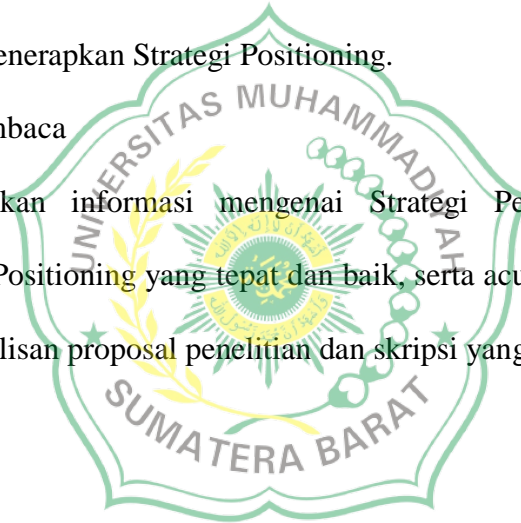 enerapkan Strategi Positioning.
mbaca
kan informasi mengenai Strategi Pe
Positioning yang tepat dan baik, serta acu
lisan proposal penelitian dan skripsi yang
UNIVERSITAS MUHAMMADIYAH
SUMATERA BARAT